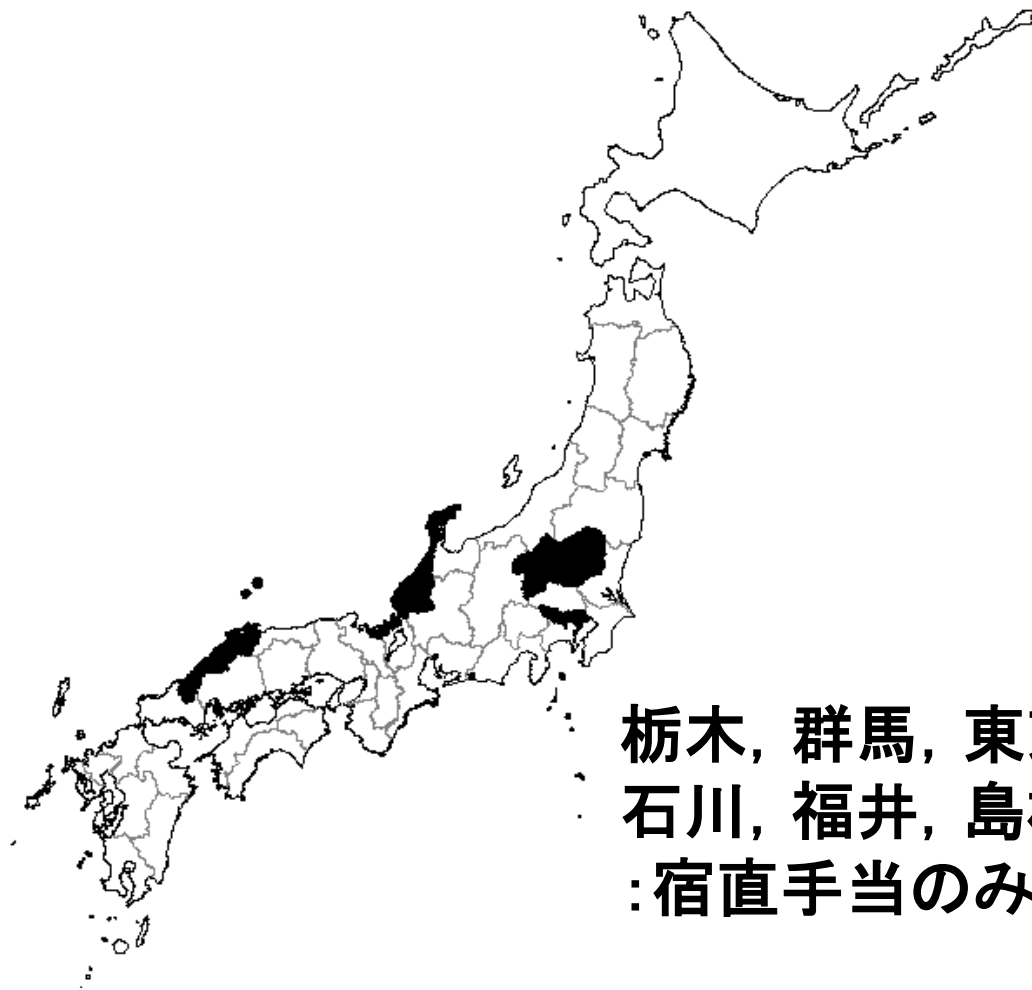 栃木, 群馬, 東
石川, 福井, 島
:宿直手当のみ